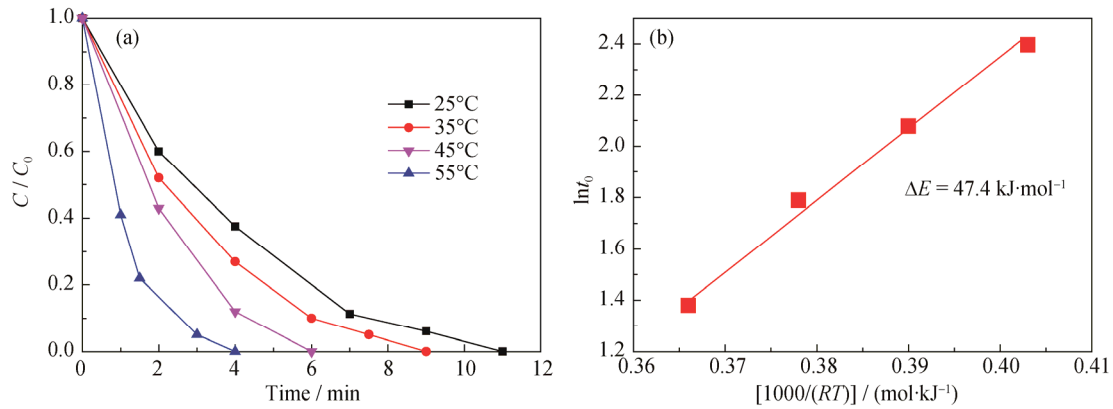 (a)
1.0
0.8
0.6
0.4
0.2
0.0
C / C₀
25°C
35°C
45°C
55°C
0 2 4 6 8 10 12
Time / min
(b)
2.4
2.2
2.0
1.8
1.6
1.4
1.2
lnt₀
ΔE = 47.4 kJ·mol⁻¹
0.36 0.37 0.38 0.39 0.40 0.41
[1000/(RT)] / (mol·kJ⁻¹)